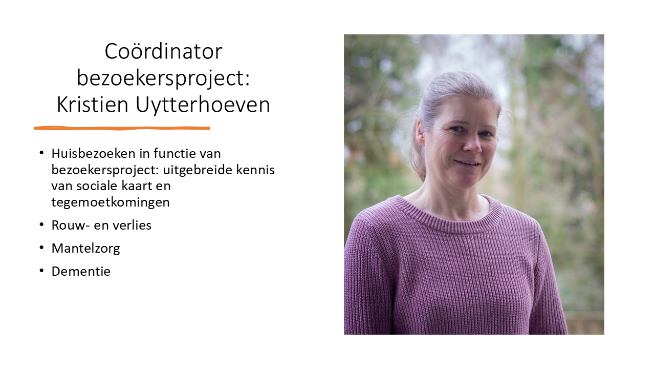 Coördinator
bezoekersproject:
Kristien Uytterhoeven
• Huisbezoeken in functie van
bezoekersproject: uitgebreide kennis
van sociale kaart en
tegemoetkomingen
• Rouw- en verlies
• Mantelzorg
• Dementie